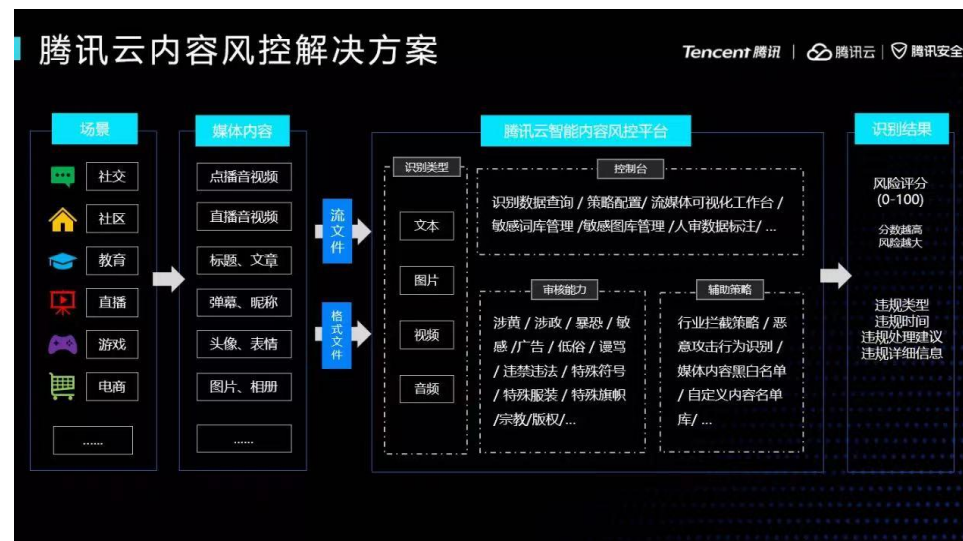 腾讯云内容风控解决方案
Tencent 腾讯 | 腾讯云 | 腾讯安全
场景
社交
社区
教育
直播
游戏
电商
......
媒体内容
点播音视频
直播音视频
标题、文章
弹幕、昵称
头像、表情
图片、相册
......
流文件
格式文件
腾讯云智能内容风控平台
识别类型
文本
图片
视频
音频
控制台
识别数据查询 / 策略配置/ 流媒体可视化工作台 /
敏感词库管理 /敏感图库管理 /人审数据标注/ ...
审核能力
涉黄 / 涉政 / 暴恐 / 敏
感 /广告 / 低俗 / 谩骂
/ 违禁违法 / 特殊符号
/ 特殊服装 / 特殊旗帜
/宗教/版权/...
辅助策略
行业拦截策略 / 恶
意攻击行为识别 /
媒体内容黑白名单
/ 自定义内容名单
库/ ...
识别结果
风险评分
(0-100)
分数越高
风险越大
违规类型
违规时间
违规处理建议
违规详细信息